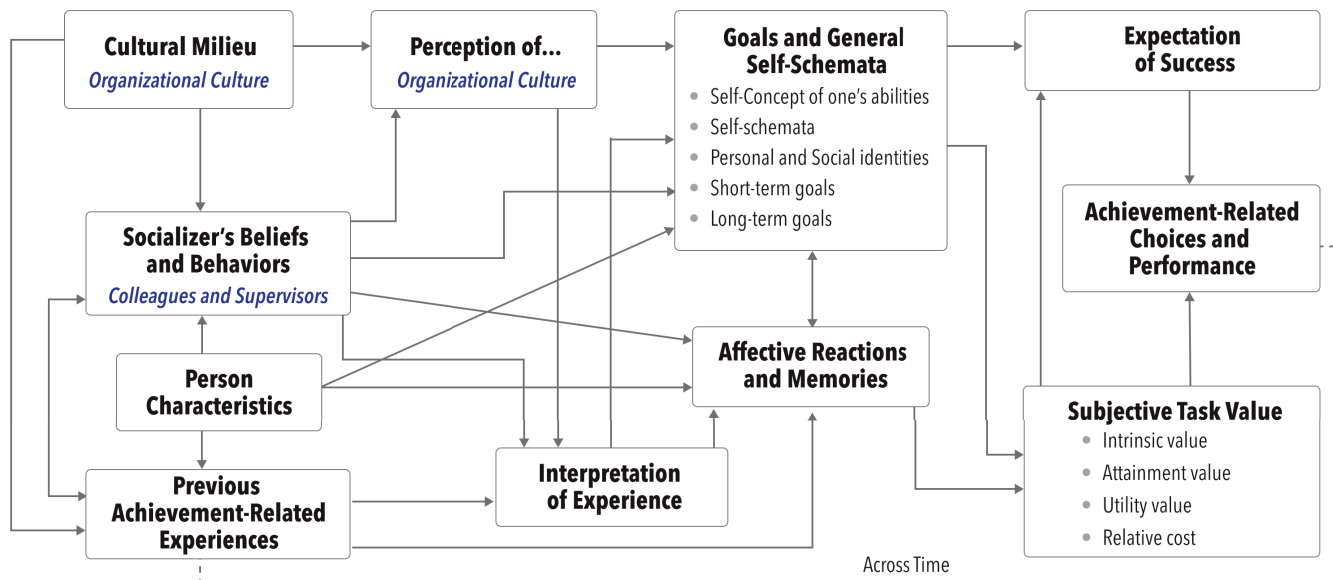 Cultural Milieu
Organizational Culture
Perception of...
Organizational Culture
Goals and General
Self-Schemata
Self-Concept of one's abilities
Self-schemata
Personal and Social identities
Short-term goals
Long-term goals
Expectation
of Success
Achievement-Related
Choices and
Performance
Socializer's Beliefs
and Behaviors
Colleagues and Supervisors
Person
Characteristics
Affective Reactions
and Memories
Previous
Achievement-Related
Experiences
Interpretation
of Experience
Subjective Task Value
Intrinsic value
Attainment value
Utility value
Relative cost
Across Time